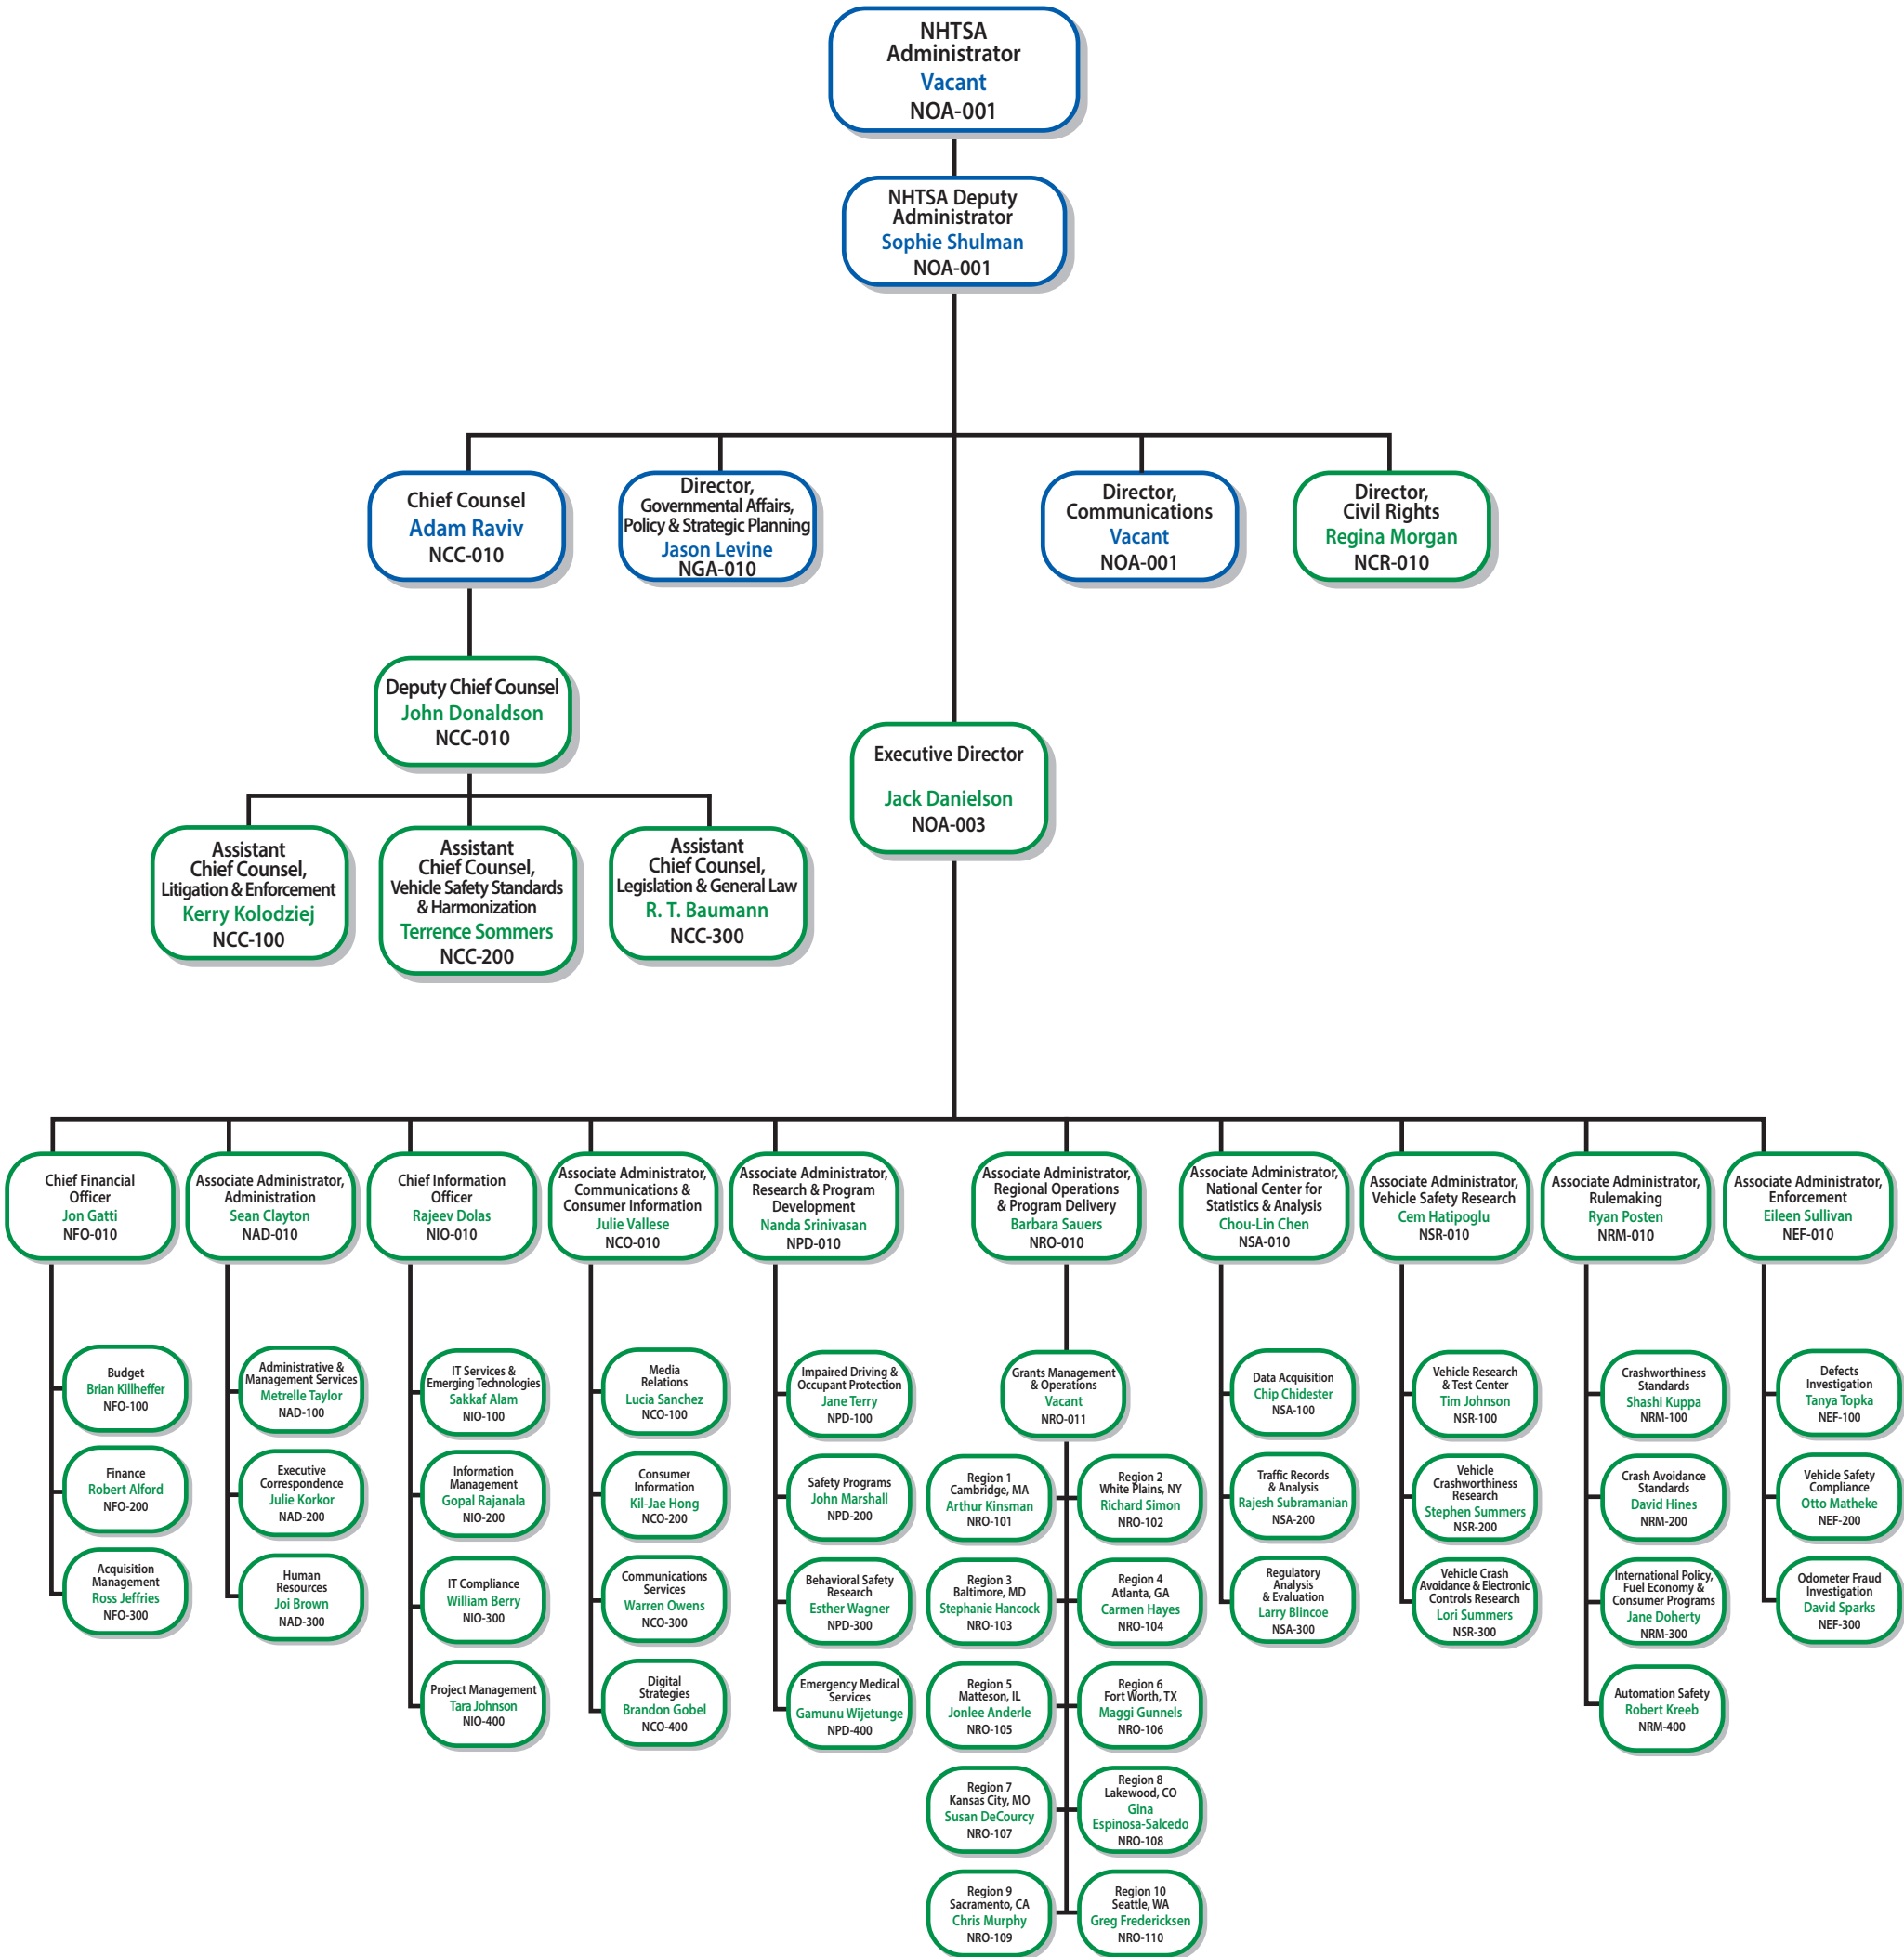 NHTSA
Administrator
Vacant
NOA-001
NHTSA Deputy
Administrator
Sophie Shulman
NOA-001
Chief Counsel
Adam Raviv
NCC-010
Director,
Governmental Affairs,
Policy & Strategic Planning
Jason Levine
NGA-010
Director,
Communications
Vacant
NOA-001
Director,
Civil Rights
Regina Morgan
NCR-010
Deputy Chief Counsel
John Donaldson
NCC-010
Executive Director
Jack Danielson
NOA-003
Assistant
Chief Counsel,
Litigation & Enforcement
Kerry Kolodziej
NCC-100
Assistant
Chief Counsel,
Vehicle Safety Standards
& Harmonization
Terrence Sommers
NCC-200
Assistant
Chief Counsel,
Legislation & General Law
R. T. Baumann
NCC-300
Chief Financial
Officer
Jon Gatti
NFO-010
Associate Administrator,
Administration
Sean Clayton
NAD-010
Chief Information
Officer
Rajeev Dolas
NIO-010
Associate Administrator,
Communications &
Consumer Information
Julie Vallese
NCO-010
Associate Administrator,
Research & Program
Development
Nanda Srinivasan
NPD-010
Associate Administrator,
Regional Operations
& Program Delivery
Barbara Sauers
NRO-010
Associate Administrator,
National Center for
Statistics & Analysis
Chou-Lin Chen
NSA-010
Associate Administrator,
Vehicle Safety Research
Cem Hatipoglu
NSR-010
Associate Administrator,
Rulemaking
Ryan Posten
NRM-010
Associate Administrator,
Enforcement
Eileen Sullivan
NEF-010
Budget
Brian Killheffer
NFO-100
Finance
Robert Alford
NFO-200
Acquisition
Management
Ross Jeffries
NFO-300
Administrative &
Management Services
Metrelle Taylor
NAD-100
Executive
Correspondence
Julie Korkor
NAD-200
Human
Resources
Joi Brown
NAD-300
IT Services &
Emerging Technologies
Sakkaf Alam
NIO-100
Information
Management
Gopal Rajanala
NIO-200
IT Compliance
William Berry
NIO-300
Project Management
Tara Johnson
NIO-400
Media
Relations
Lucia Sanchez
NCO-100
Consumer
Information
Kil-Jae Hong
NCO-200
Communications
Services
Warren Owens
NCO-300
Digital
Strategies
Brandon Gobel
NCO-400
Impaired Driving &
Occupant Protection
Jane Terry
NPD-100
Safety Programs
John Marshall
NPD-200
Behavioral Safety
Research
Esther Wagner
NPD-300
Emergency Medical
Services
Gamunu Wijetunge
NPD-400
Grants Management
& Operations
Vacant
NRO-011
Region 1
Cambridge, MA
Arthur Kinsman
NRO-101
Region 2
White Plains, NY
Richard Simon
NRO-102
Region 3
Baltimore, MD
Stephanie Hancock
NRO-103
Region 4
Atlanta, GA
Carmen Hayes
NRO-104
Region 5
Matteson, IL
Jonlee Anderle
NRO-105
Region 6
Fort Worth, TX
Maggi Gunnels
NRO-106
Region 7
Kansas City, MO
Susan DeCourcy
NRO-107
Region 8
Lakewood, CO
Gina
Espinosa-Salcedo
NRO-108
Region 9
Sacramento, CA
Chris Murphy
NRO-109
Region 10
Seattle, WA
Greg Fredericksen
NRO-110
Data Acquisition
Chip Chidester
NSA-100
Traffic Records
& Analysis
Rajesh Subramanian
NSA-200
Regulatory
Analysis
& Evaluation
Larry Blincoe
NSA-300
Vehicle Research
& Test Center
Tim Johnson
NSR-100
Vehicle
Crashworthiness
Research
Stephen Summers
NSR-200
Vehicle Crash
Avoidance & Electronic
Controls Research
Lori Summers
NSR-300
Crashworthiness
Standards
Shashi Kuppa
NRM-100
Crash Avoidance
Standards
David Hines
NRM-200
International Policy,
Fuel Economy &
Consumer Programs
Jane Doherty
NRM-300
Automation Safety
Robert Kreeb
NRM-400
Defects
Investigation
Tanya Topka
NEF-100
Vehicle Safety
Compliance
Otto Matheke
NEF-200
Odometer Fraud
Investigation
David Sparks
NEF-300